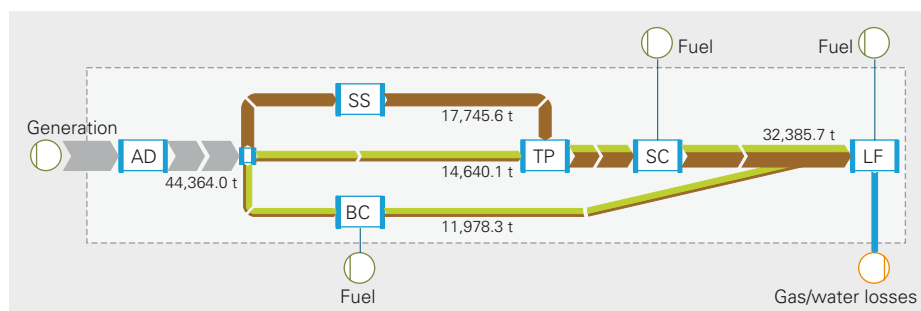 Fuel
Fuel
SS
17,745.6 t
Generation
32,385.7 t
AD
TP
SC
LF
44,364.0 t
14,640.1 t
BC
11,978.3 t
Fuel
Gas/water losses